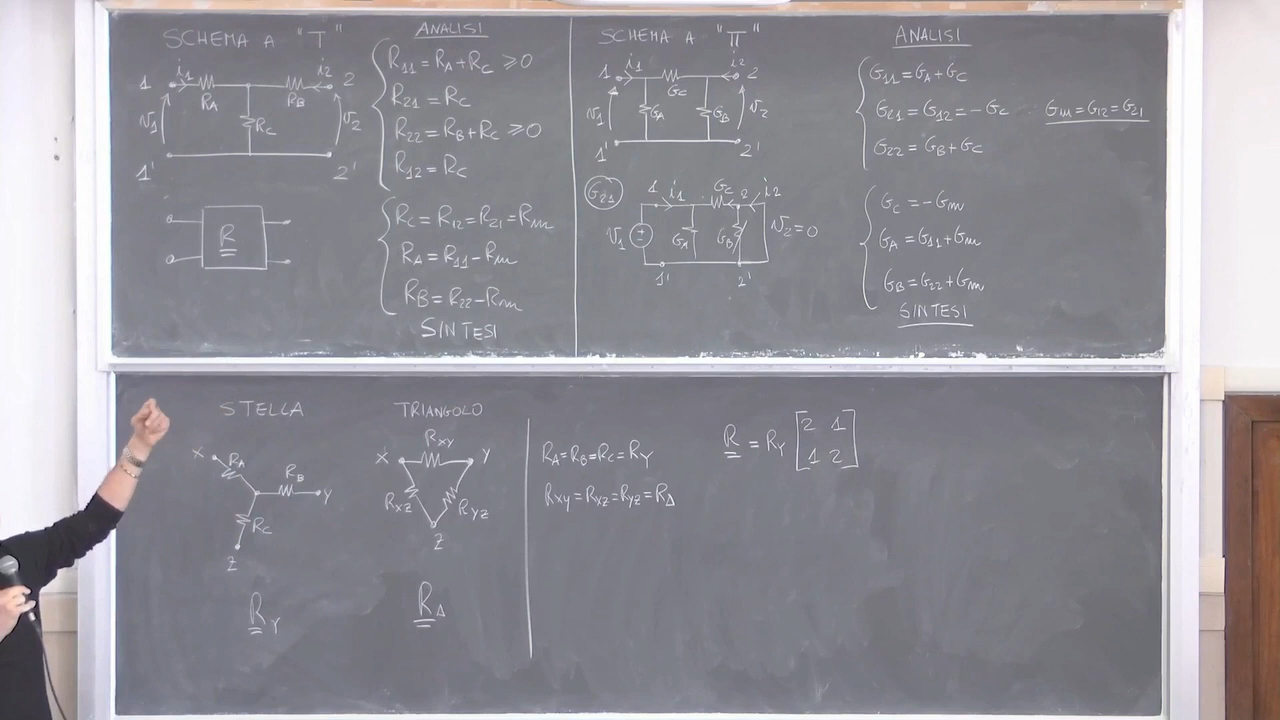 SCHEMA A "T"
ANALISI
R11 = RA + RC ≥ 0
R21 = RC
R22 = RB + RC ≥ 0
R12 = RC
1 i1 RA RB i2 2
v1 RC v2
1' 2'
R
RC = R12 = R21 = Rm
RA = R11 - Rm
RB = R22 - Rm
SINTESI
SCHEMA A "π"
ANALISI
1 i1 GC i2 2
v1 GA GB v2
1' 2'
G11 = GA + GC
G21 = G12 = -GC
Gm = G12 = G21
G22 = GB + GC
G21
1 i1 GC 2 i2
v1 GA GB v2 = 0
1' 2'
GC = -Gm
GA = G11 + Gm
GB = G22 + Gm
SINTESI
STELLA
X RA RB Y
RC
Z
RY
TRIANGOLO
RXY
X Y
RXZ RYZ
Z
RΔ
RA = RB = RC = RY
RXY = RXZ = RYZ = RΔ
R = RY [2 1
1 2]